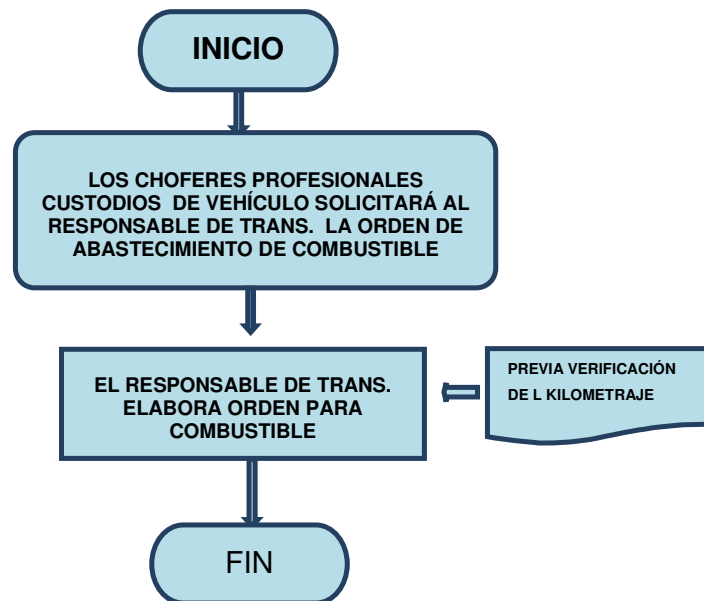 INICIO
LOS CHOFERES PROFESIONALES
CUSTODIOS DE VEHÍCULO SOLICITARÁ AL
RESPONSABLE DE TRANS. LA ORDEN DE
ABASTECIMIENTO DE COMBUSTIBLE
EL RESPONSABLE DE TRANS.
ELABORA ORDEN PARA
COMBUSTIBLE
PREVIA VERIFICACIÓN
DE L KILOMETRAJE
FIN